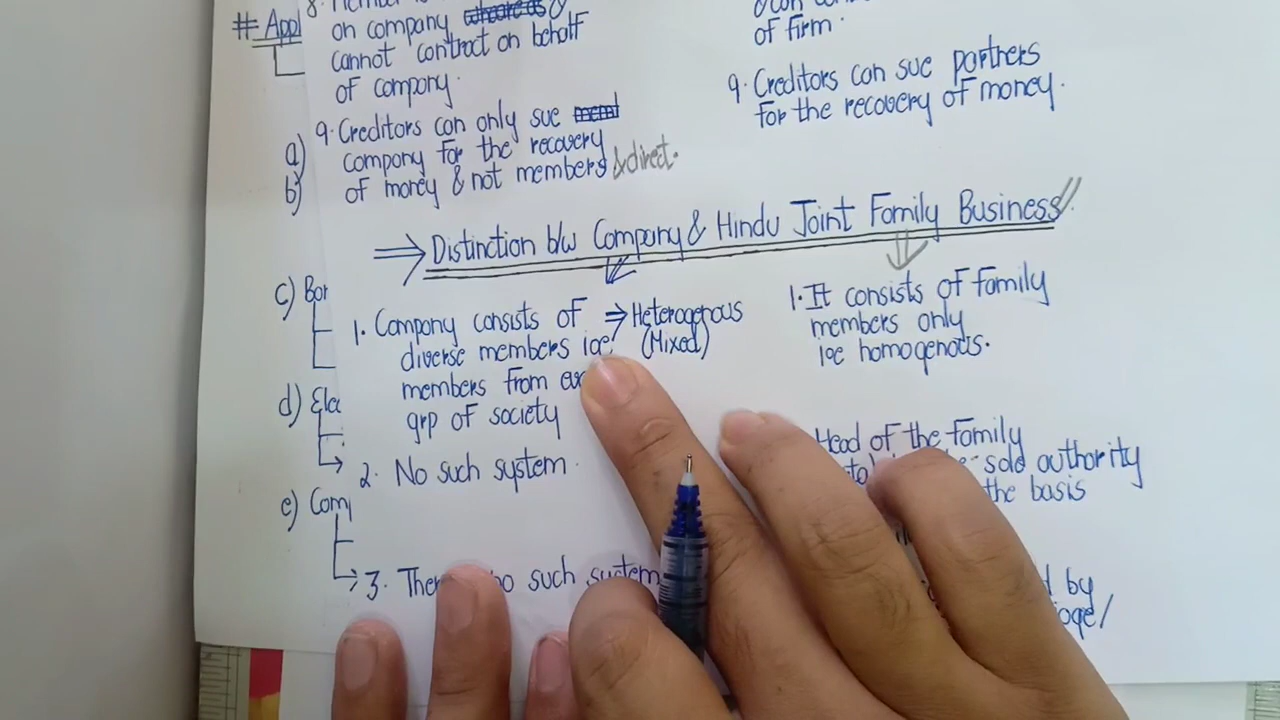 # Appl
on company
cannot contract on behalf
of company.
9. Creditors can only sue
company for the recovery
of money & not members & direct.
of firm.
9. Creditors can sue partners
for the recovery of money.
a)
b)
c) Bor
d) Ela
e) Com
⇒ Distinction b/w Company & Hindu Joint Family Business
1. Company consists of
diverse members ioe
members from
grp of society
⇒ Heterogenous
(Mixed)
2. No such system.
3. no such system
1. It consists of family
members only
ioe homogenous.
Head of the family
sole authority
the basis
by